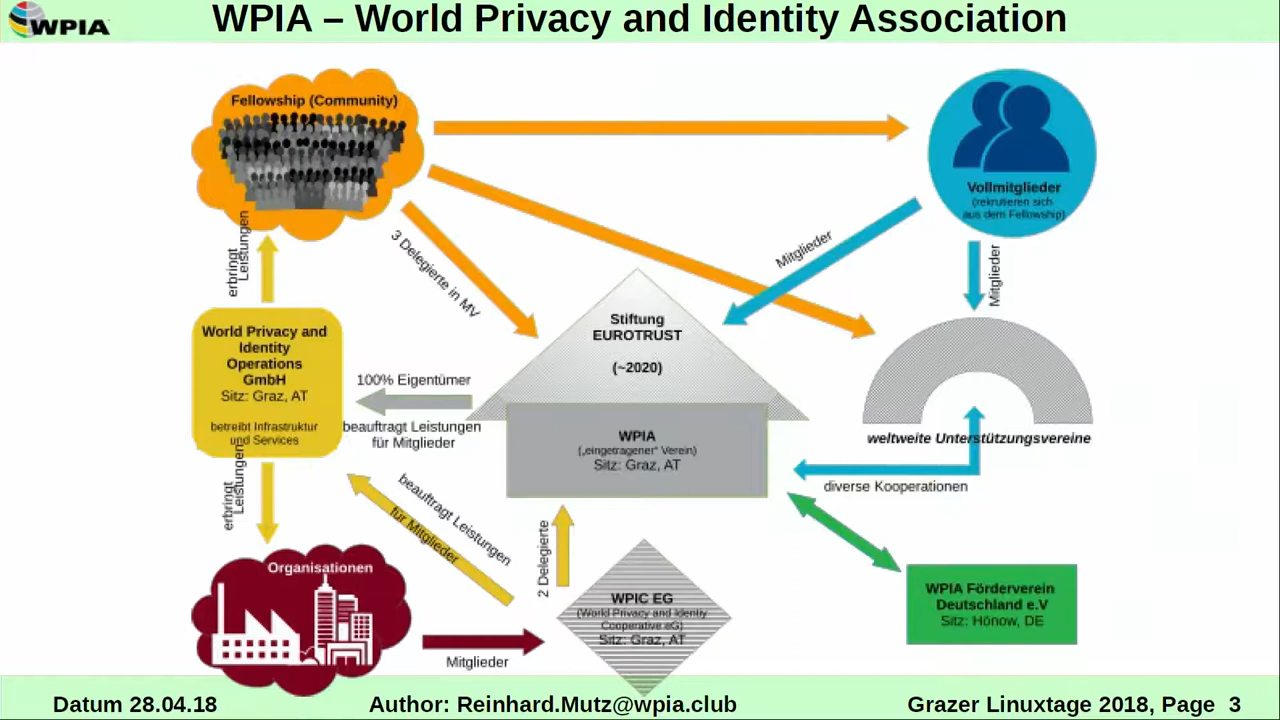 WPIA
WPIA – World Privacy and Identity Association
Fellowship (Community)
Vollmitglieder
(rekrutieren sich
aus dem Fellowship)
erbringt
Leistungen
3 Delegierte in MV
Mitglieder
Mitglieder
World Privacy and
Identity
Operations
GmbH
Sitz: Graz, AT
betreibt Infrastruktur
und Services
Stiftung
EUROTRUST
(~2020)
100% Eigentümer
beauftragt Leistungen
für Mitglieder
WPIA
(„eingetragener“ Verein)
Sitz: Graz, AT
weltweite Unterstützungsvereine
diverse Kooperationen
erbringt
Leistungen
beauftragt Leistungen
für Mitglieder
2 Delegierte
Organisationen
Mitglieder
WPIC EG
(World Privacy and Identiy
Cooperative eG)
Sitz: Graz, AT
WPIA Förderverein
Deutschland e.V
Sitz: Hönow, DE
Datum 28.04.18
Author: Reinhard.Mutz@wpia.club
Grazer Linuxtage 2018, Page 3